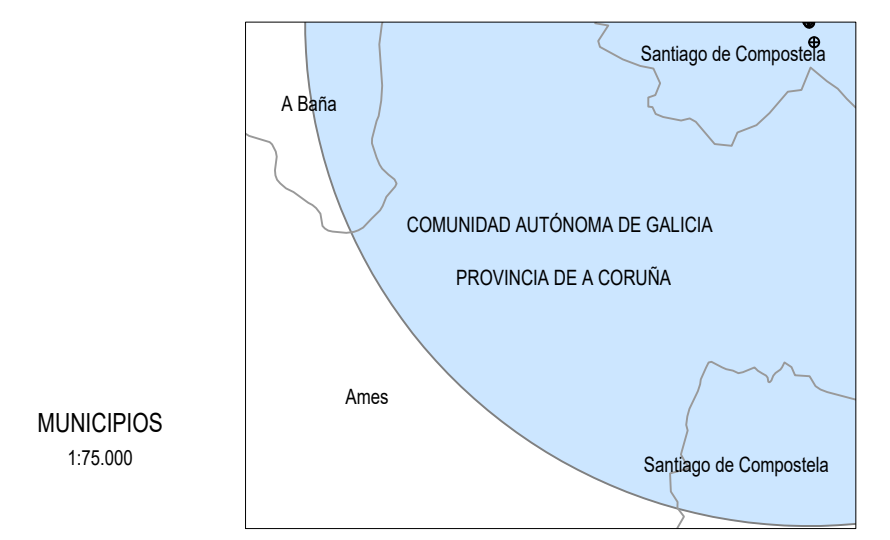 Santiago de Compostela
A Baña
COMUNIDAD AUTÓNOMA DE GALICIA
PROVINCIA DE A CORUÑA
Ames
MUNICIPIOS
1:75.000
Santiago de Compostela